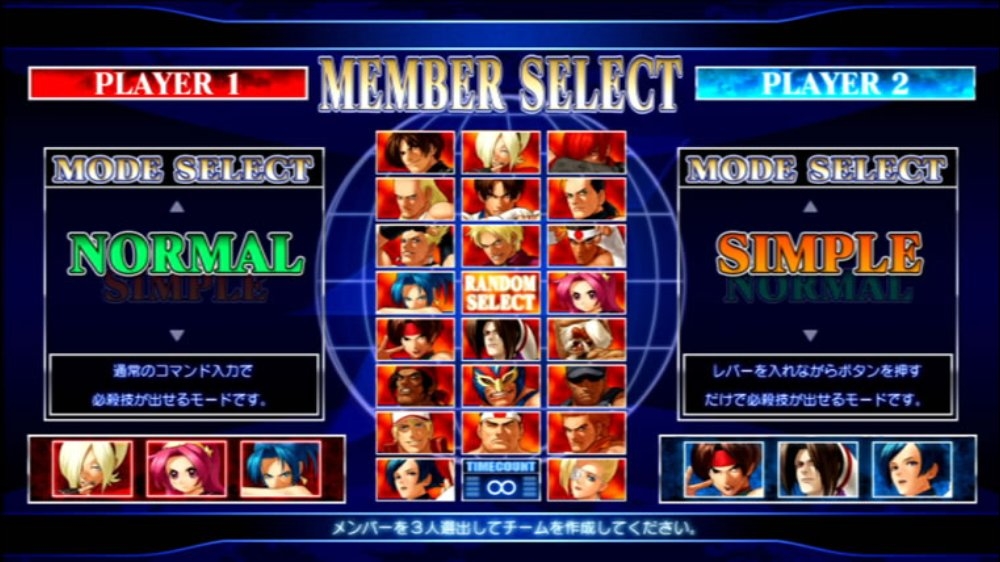 PLAYER 1
MEMBER SELECT
PLAYER 2
MODE SELECT
NORMAL
SIMPLE
通常のコマンド入力で
必殺技が出せるモードです。
RANDOM
SELECT
TIMECOUNT
∞
MODE SELECT
SIMPLE
NORMAL
レバーを入れながらボタンを押す
だけで必殺技が出せるモードです。
メンバーを3人選出してチームを作成してください。